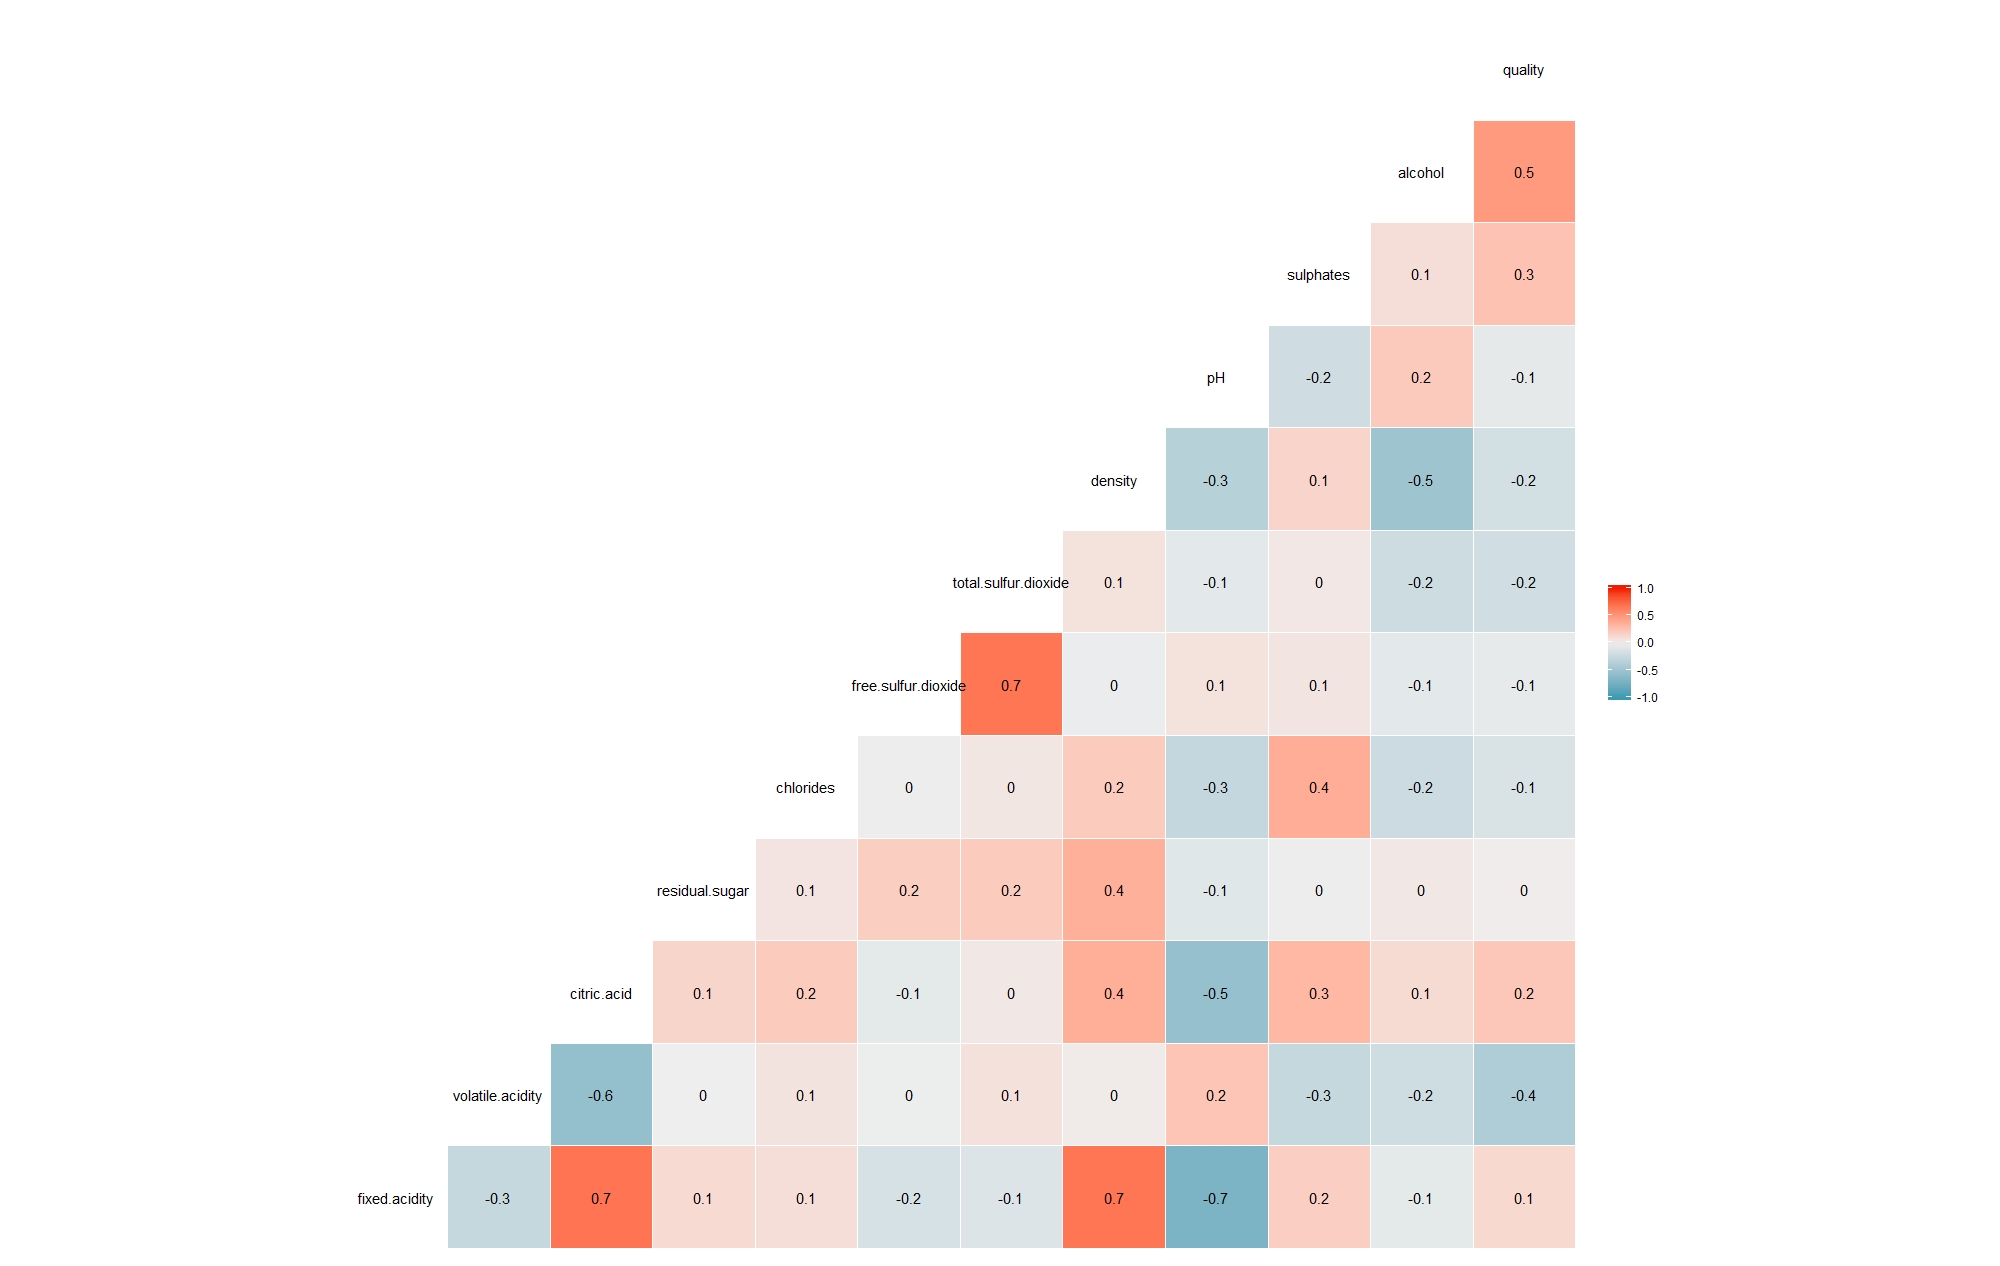 quality
alcohol 0.5
sulphates 0.1 0.3
pH -0.2 0.2 -0.1
density -0.3 0.1 -0.5 -0.2
total.sulfur.dioxide 0.1 -0.1 0 -0.2 -0.2
1.0
0.5
0.0
-0.5
-1.0
free.sulfur.dioxide 0.7 0 0.1 0.1 -0.1 -0.1
chlorides 0 0 0.2 -0.3 0.4 -0.2 -0.1
residual.sugar 0.1 0.2 0.2 0.4 -0.1 0 0 0
citric.acid 0.1 0.2 -0.1 0 0.4 -0.5 0.3 0.1 0.2
volatile.acidity -0.6 0 0.1 0 0.1 0 0.2 -0.3 -0.2 -0.4
fixed.acidity -0.3 0.7 0.1 0.1 -0.2 -0.1 0.7 -0.7 0.2 -0.1 0.1